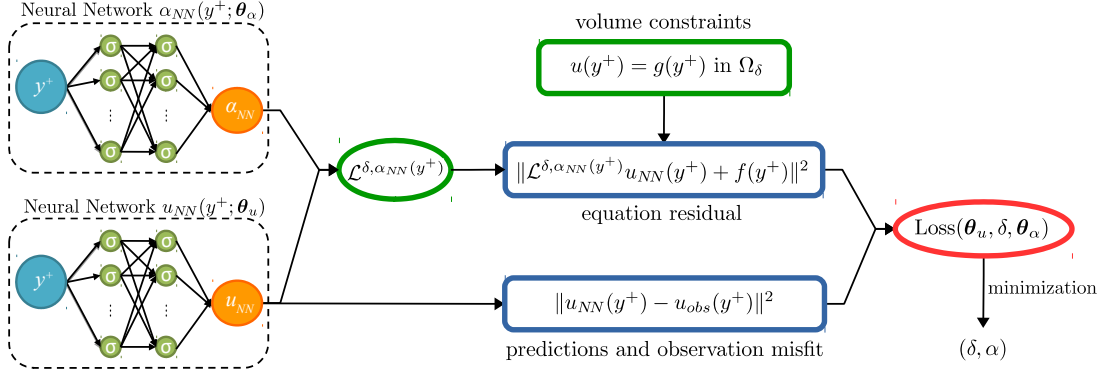 Neural Network α_NN(y⁺; θ_α)
y⁺
σ
σ
⋮
σ
σ
σ
⋮
σ
α_NN
Neural Network u_NN(y⁺; θ_u)
y⁺
σ
σ
⋮
σ
σ
σ
⋮
σ
u_NN
ℒ^{δ,α_NN(y⁺)}
volume constraints
u(y⁺) = g(y⁺) in Ω_δ
‖ℒ^{δ,α_NN(y⁺)} u_NN(y⁺) + f(y⁺)‖²
equation residual
‖u_NN(y⁺) − u_obs(y⁺)‖²
predictions and observation misfit
Loss(θ_u, δ, θ_α)
minimization
(δ, α)